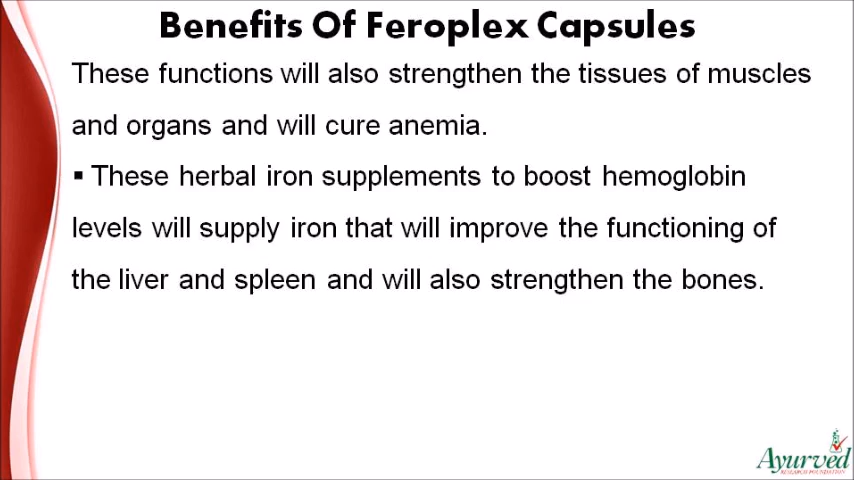 Benefits Of Feroplex Capsules
These functions will also strengthen the tissues of muscles
and organs and will cure anemia.
▪ These herbal iron supplements to boost hemoglobin
levels will supply iron that will improve the functioning of
the liver and spleen and will also strengthen the bones.
Ayurved
RESEARCH FOUNDATION